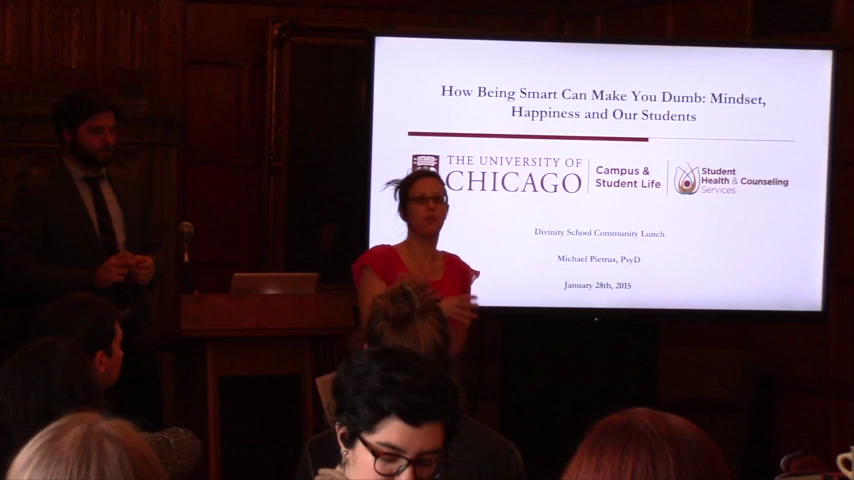 How Being Smart Can Make You Dumb: Mindset,
Happiness and Our Students
THE UNIVERSITY OF
CHICAGO
Campus &
Student Life
Student
Health & Counseling
Services
Divinity School Community Lunch
Michael Pietrus, PsyD
January 28th, 2015